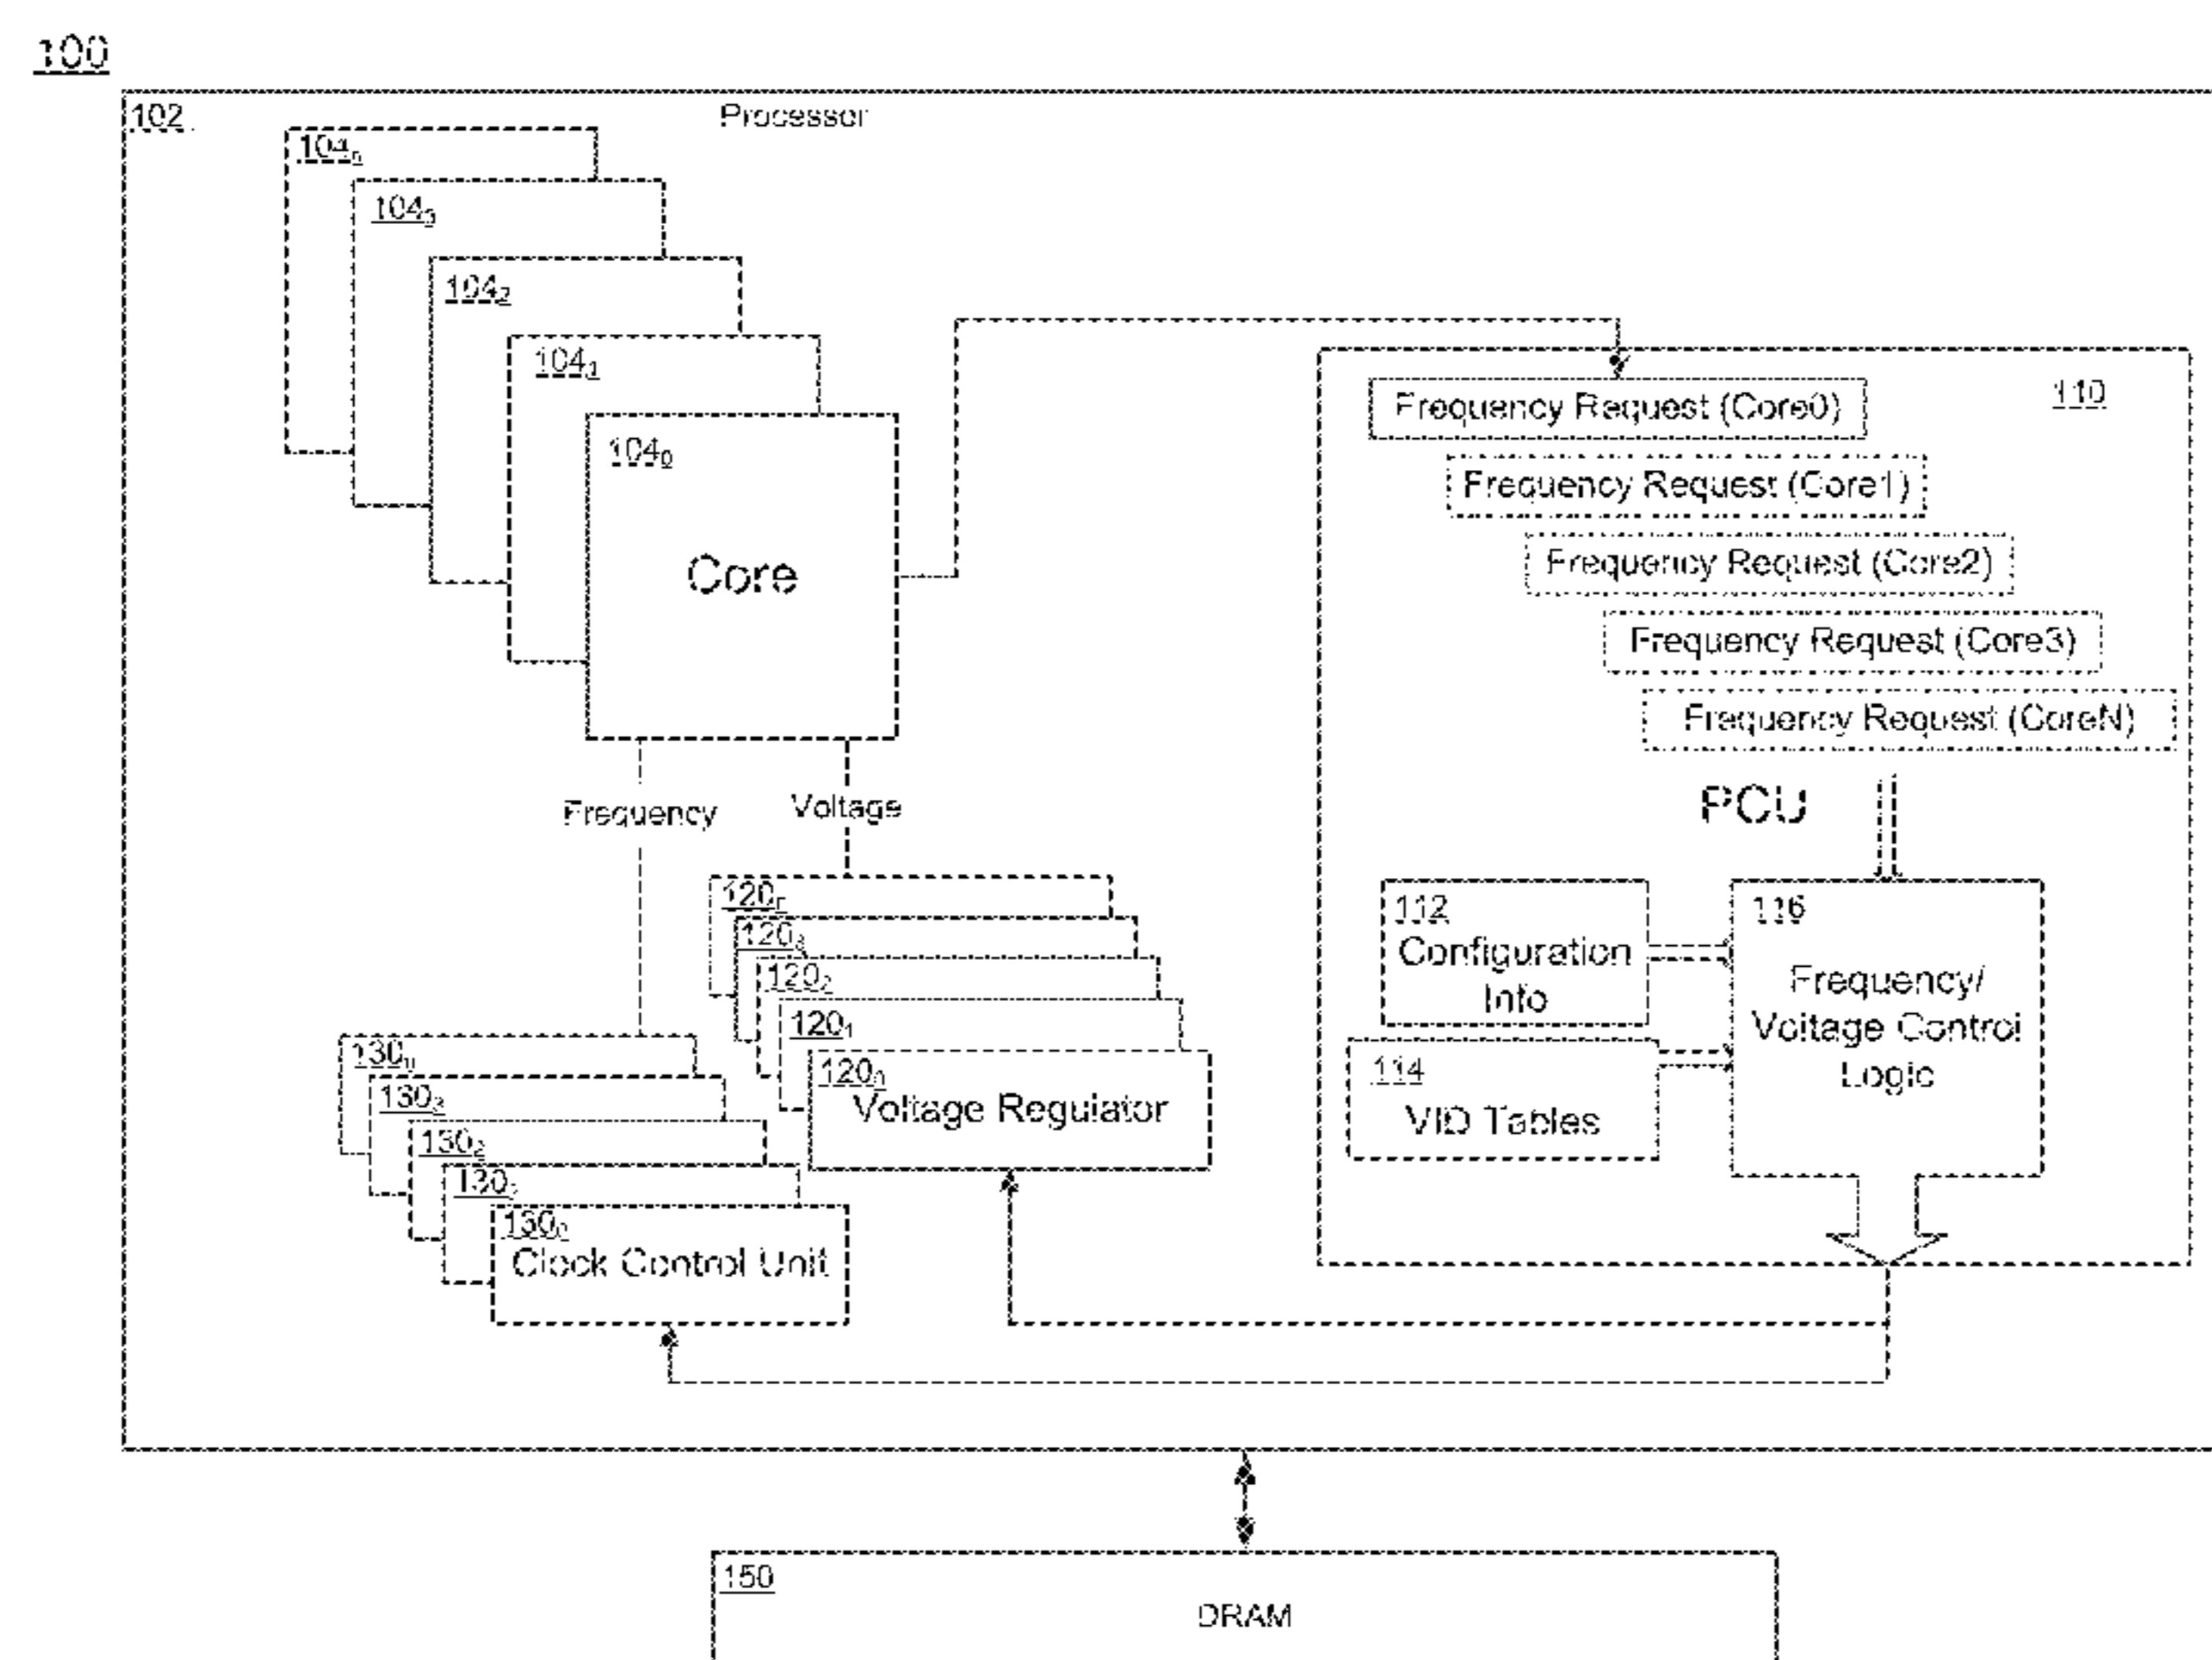 100
102
Processor
104n
1043
1042
1041
1040
Core
110
Frequency Request (Core0)
Frequency Request (Core1)
Frequency Request (Core2)
Frequency Request (Core3)
Frequency Request (CoreN)
PCU
Frequency
Voltage
120n
1203
1202
1201
1200
Voltage Regulator
130n
1303
1302
1301
1300
Clock Control Unit
112
Configuration
Info
114
VID Tables
116
Frequency/
Voltage Control
Logic
150
DRAM